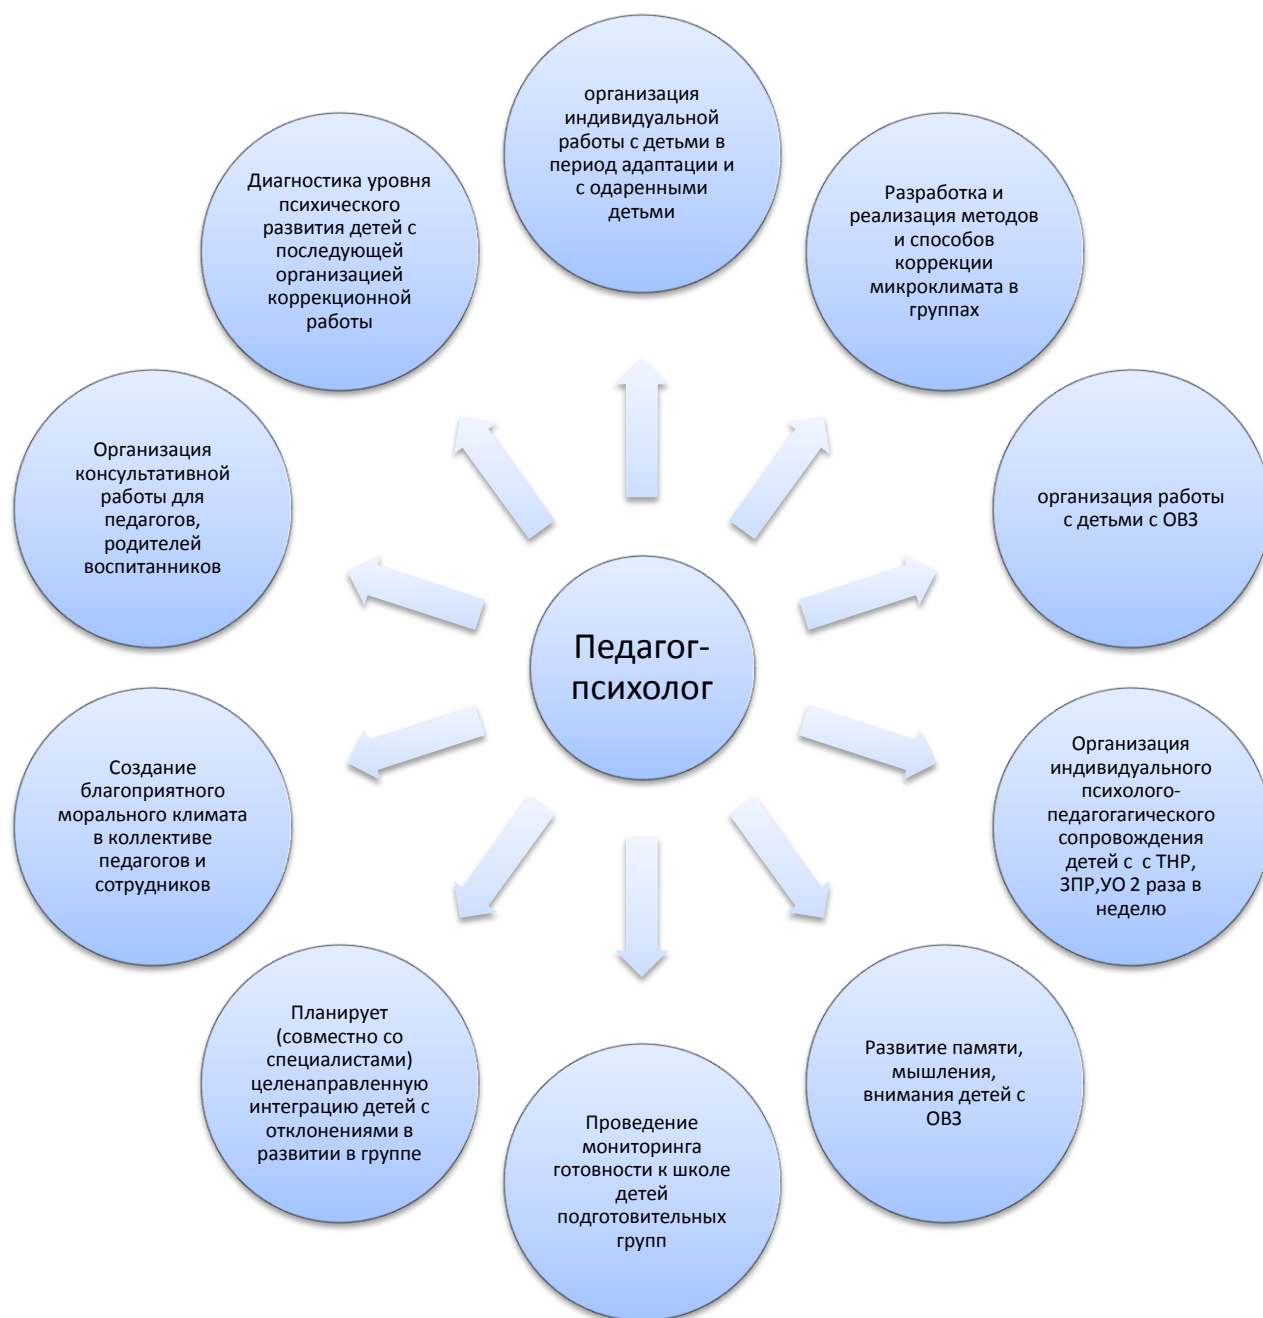 организация
индивидуальной
работы с детьми в
период адаптации и
с одаренными
детьми
Разработка и
реализация методов
и способов
коррекции
микроклимата в
группах
организация работы
с детьми с ОВЗ
Организация
индивидуального
психолого-
педагогагического
сопровождения
детей с  с ТНР,
ЗПР,УО 2 раза в
неделю
Развитие памяти,
мышления,
внимания детей с
ОВЗ
Проведение
мониторинга
готовности к школе
детей
подготовительных
групп
Планирует
(совместно со
специалистами)
целенаправленную
интеграцию детей с
отклонениями в
развитии в группе
Создание
благоприятного
морального климата
в коллективе
педагогов и
сотрудников
Организация
консультативной
работы для
педагогов,
родителей
воспитанников
Диагностика уровня
психического
развития детей с
последующей
организацией
коррекционной
работы
Педагог-
психолог